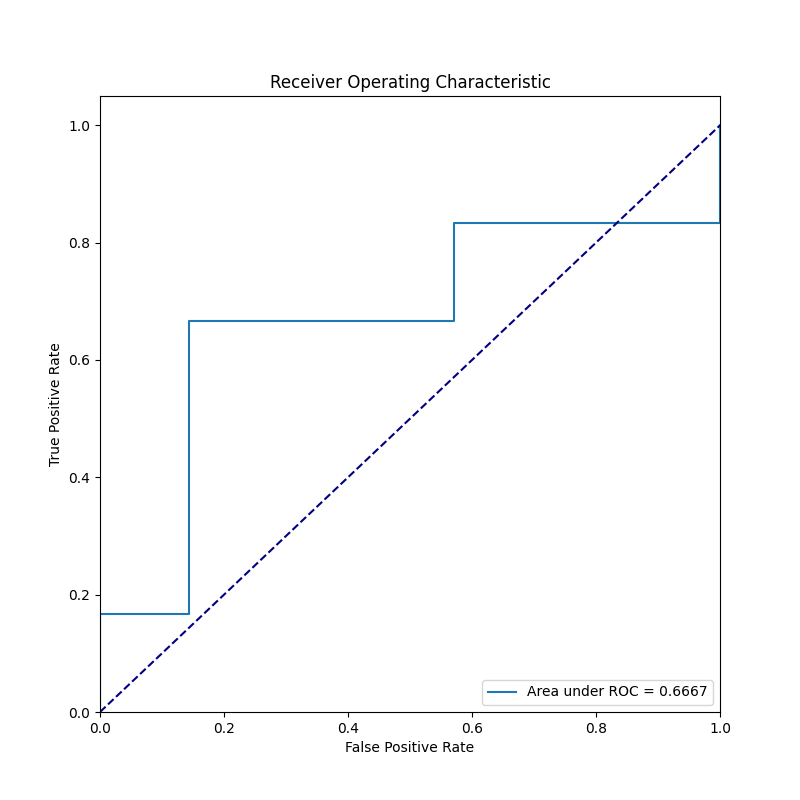 Receiver Operating Characteristic
True Positive Rate
1.0
0.8
0.6
0.4
0.2
0.0
Area under ROC = 0.6667
0.0 0.2 0.4 0.6 0.8 1.0
False Positive Rate